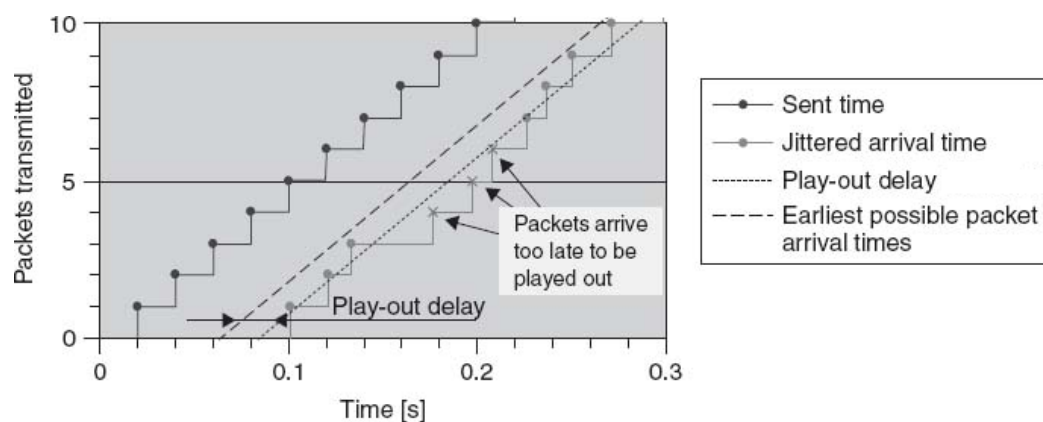 10
5
0
Packets transmitted
Packets arrive
too late to be
played out
Play-out delay
0
0.1
0.2
0.3
Time [s]
Sent time
Jittered arrival time
Play-out delay
Earliest possible packet
arrival times